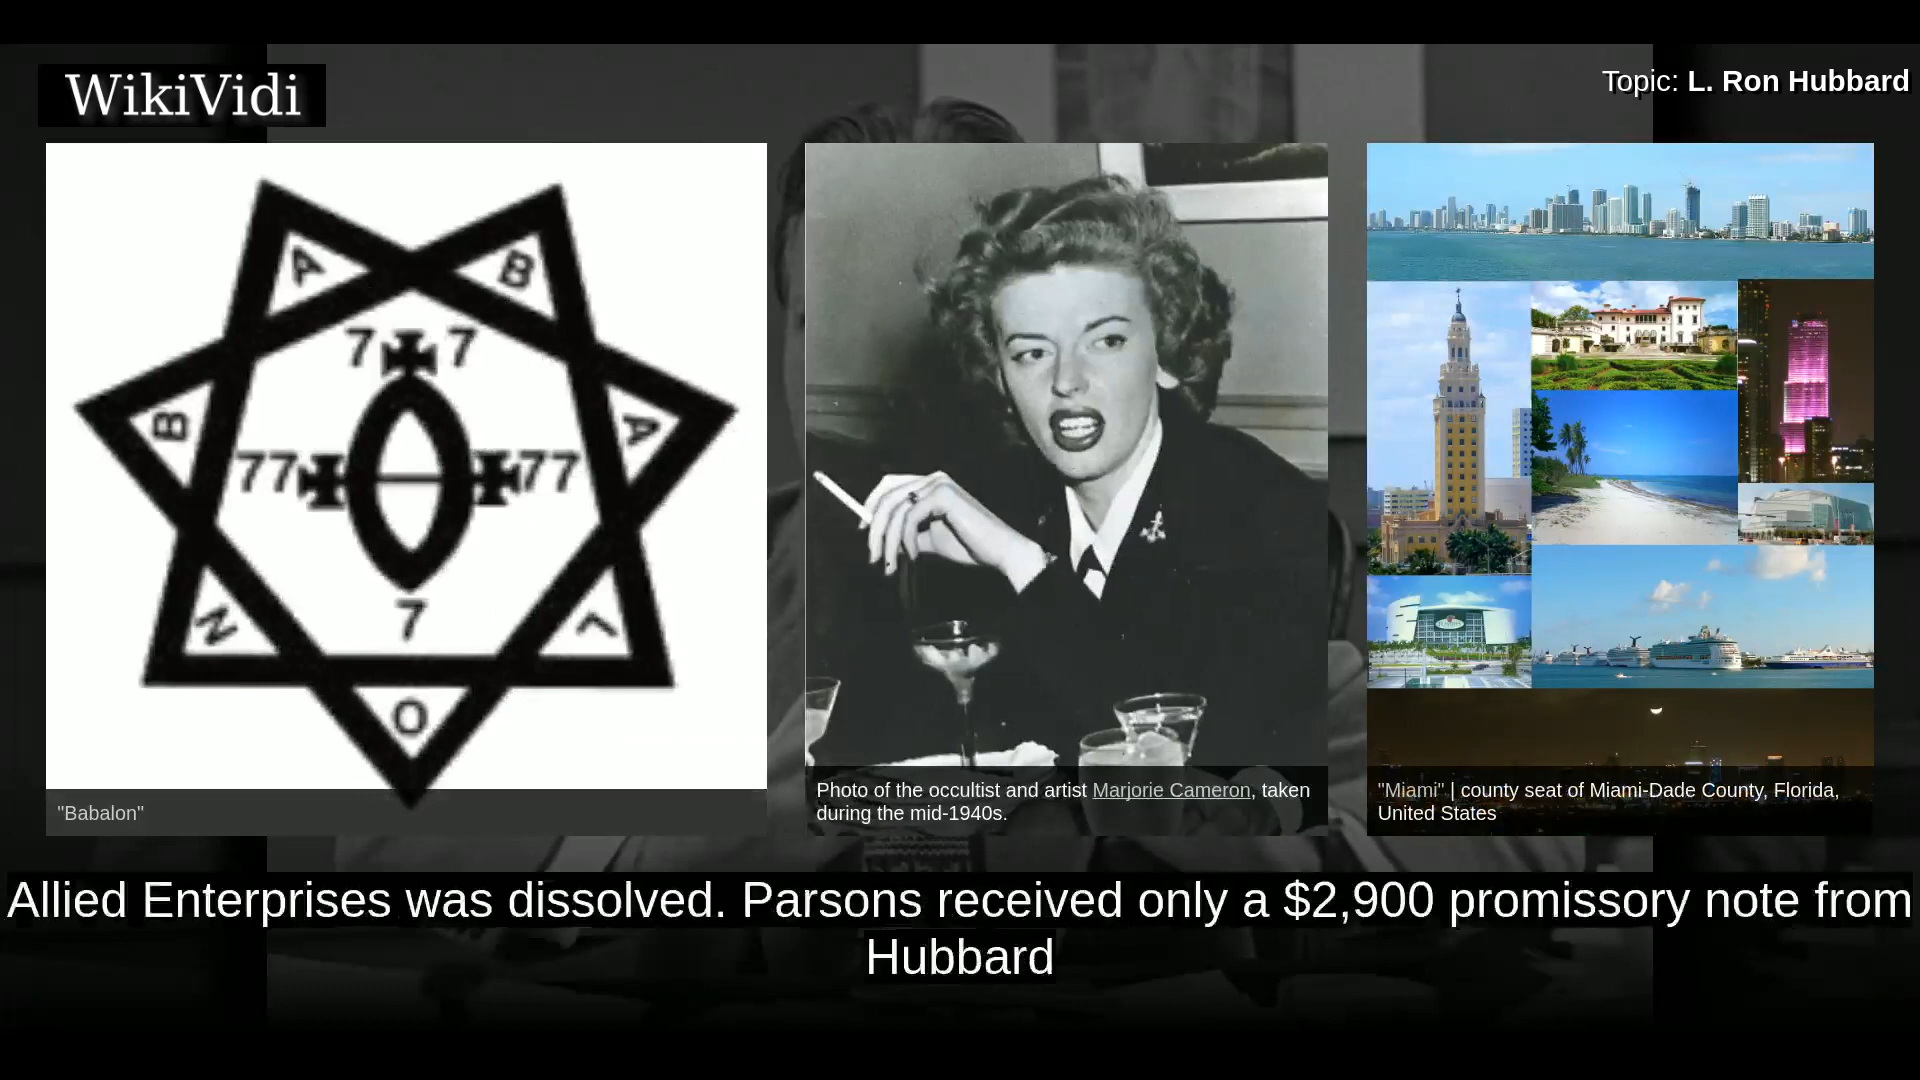 WikiVidi
Topic: L. Ron Hubbard
A
B
7 7
B
A
77 77
N
L
7
O
"Babalon"
Photo of the occultist and artist Marjorie Cameron, taken
during the mid-1940s.
"Miami" | county seat of Miami-Dade County, Florida,
United States
Allied Enterprises was dissolved. Parsons received only a $2,900 promissory note from
Hubbard